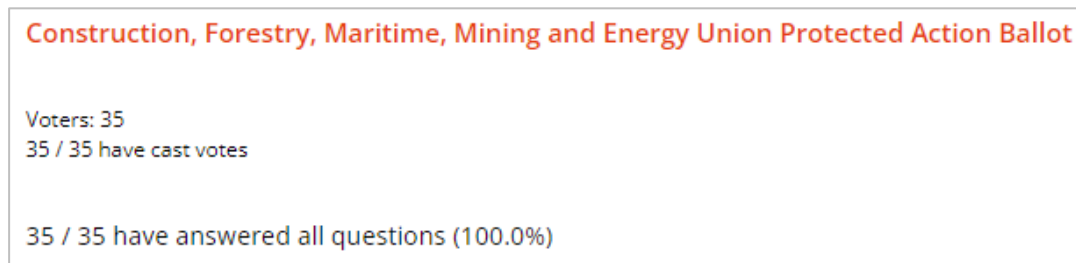 Construction, Forestry, Maritime, Mining and Energy Union Protected Action Ballot
Voters: 35
35 / 35 have cast votes
35 / 35 have answered all questions (100.0%)